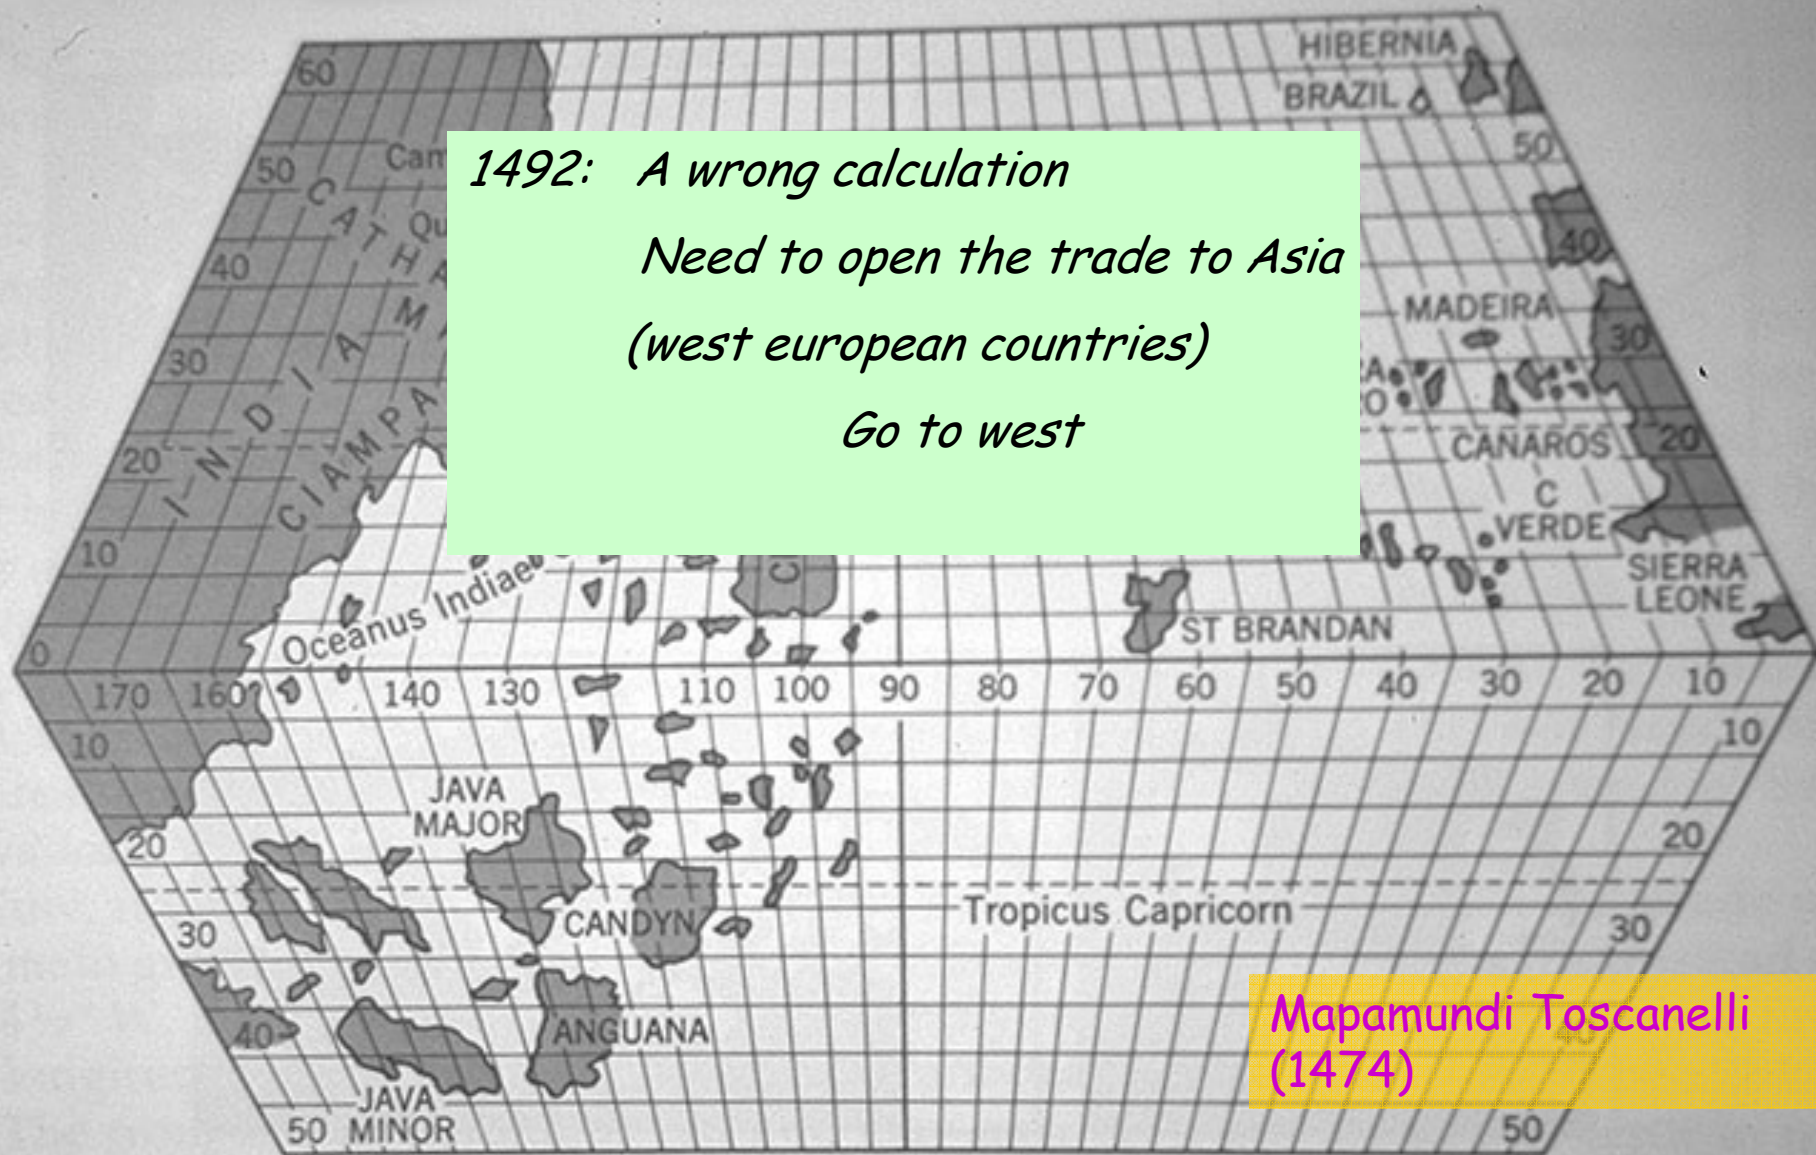 HIBERNIA
BRAZIL
60
50
50
1492: A wrong calculation
Need to open the trade to Asia
(west european countries)
Go to west
CATHA
40
40
MADEIRA
30
30
INDIA
CIAMPA
20
20
CANAROS
C
VERDE
10
SIERRA
LEONE
Oceanus Indiae
C
ST BRANDAN
0
170 160 140 130 110 100 90 80 70 60 50 40 30 20 10
10
10
JAVA
MAJOR
20
20
CANDYN
Tropicus Capricorn
30
30
Mapamundi Toscanelli
(1474)
40
40
ANGUANA
JAVA
MINOR
50
50